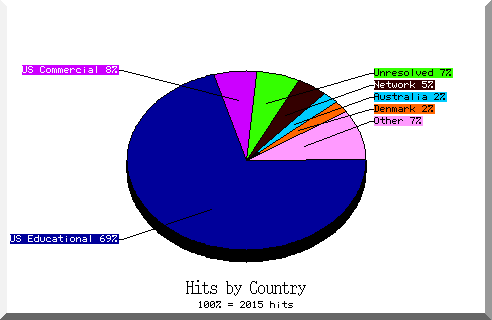 US Commercial 8%
Unresolved 7%
Network 5%
Australia 2%
Denmark 2%
Other 7%
US Educational 69%
Hits by Country
100% = 2015 hits